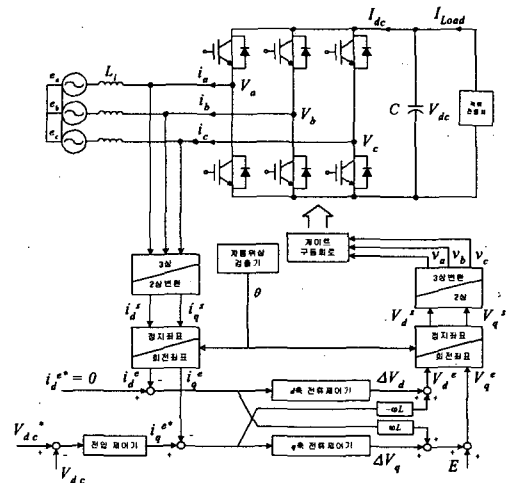 I_dc I_Load
e_a L_i i_a V_a
e_b i_b V_b C V_dc
e_c i_c V_c
게이트 구동회로
자동위상 검출기
v_a v_b v_c
3상
2상변환
3상변환
2상
θ
i_d^s i_q^s
V_d^s V_q^s
정지좌표
회전좌표
정지좌표
회전좌표
i_d^e* = 0 i_d^e i_q^e
d축 전류제어기 ΔV_d V_d^e V_q^e
-ωL
ωL
V_dc* 전압 제어기 i_q^e* q축 전류제어기 ΔV_q
V_dc E